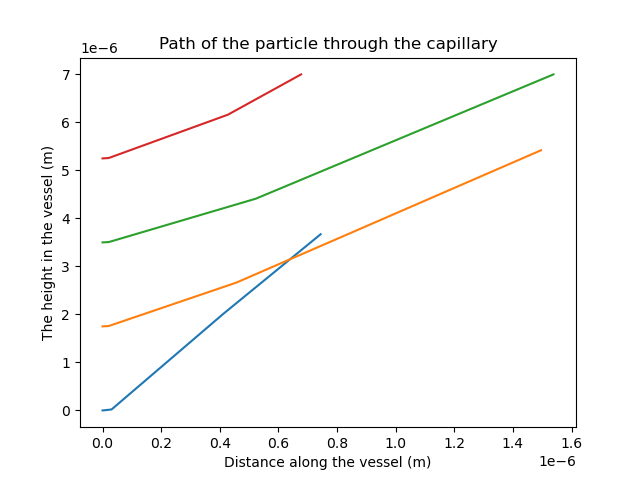 Path of the particle through the capillary
1e−6
7
6
5
4
3
2
1
0
The height in the vessel (m)
0.0 0.2 0.4 0.6 0.8 1.0 1.2 1.4 1.6
Distance along the vessel (m)
1e−6